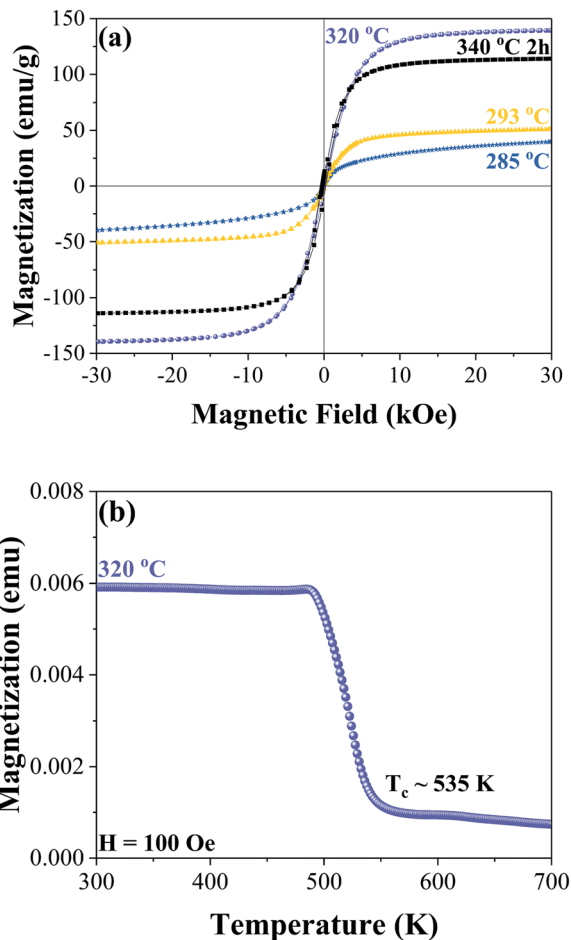 (a)
320 °C
340 °C 2h
293 °C
285 °C
150
100
50
0
-50
-100
-150
Magnetization (emu/g)
-30 -20 -10 0 10 20 30
Magnetic Field (kOe)
(b)
320 °C
0.008
0.006
0.004
0.002
0.000
Magnetization (emu)
T_c ~ 535 K
H = 100 Oe
300 400 500 600 700
Temperature (K)